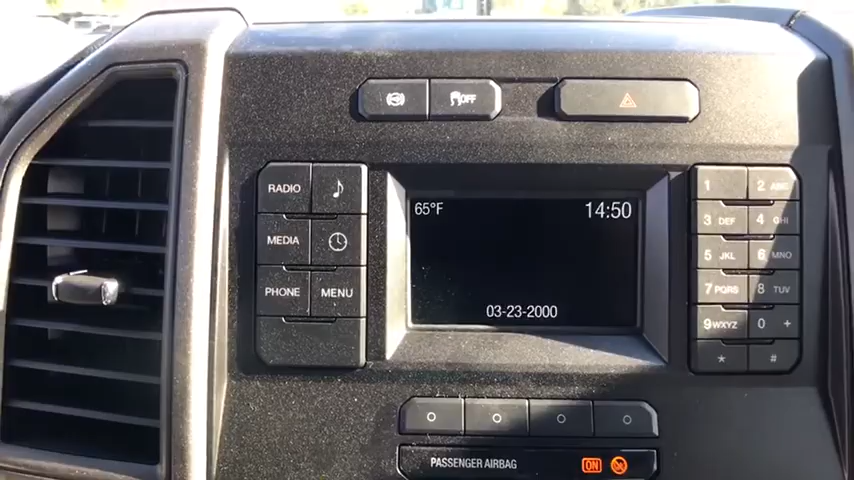 OFF
RADIO
MEDIA
PHONE MENU
65°F 14:50
03-23-2000
1 2 ABC
3 DEF 4 GHI
5 JKL 6 MNO
7 PQRS 8 TUV
9 WXYZ 0 +
* #
PASSENGER AIRBAG ON